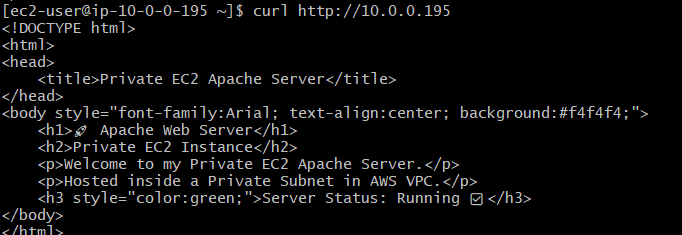 [ec2-user@ip-10-0-0-195 ~]$ curl http://10.0.0.195
<!DOCTYPE html>
<html>
<head>
    <title>Private EC2 Apache Server</title>
</head>
<body style="font-family:Arial; text-align:center; background:#f4f4f4;">
    <h1>🚀 Apache Web Server</h1>
    <h2>Private EC2 Instance</h2>
    <p>Welcome to my Private EC2 Apache Server.</p>
    <p>Hosted inside a Private Subnet in AWS VPC.</p>
    <h3 style="color:green;">Server Status: Running ✅</h3>
</body>
</html>